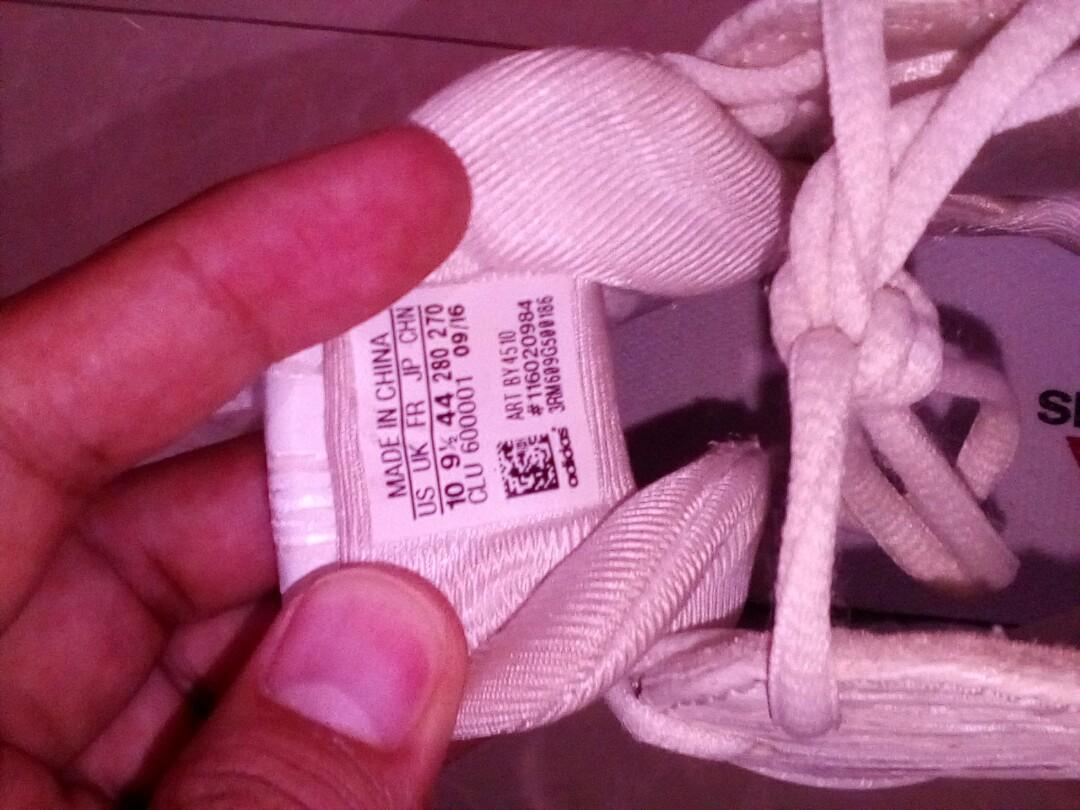 MADE IN CHINA
US UK FR JP CHN
10 9½ 44 280 270
CLU 600001 09/16
ART BY4510
#116020984
3RM609G500186
adidas